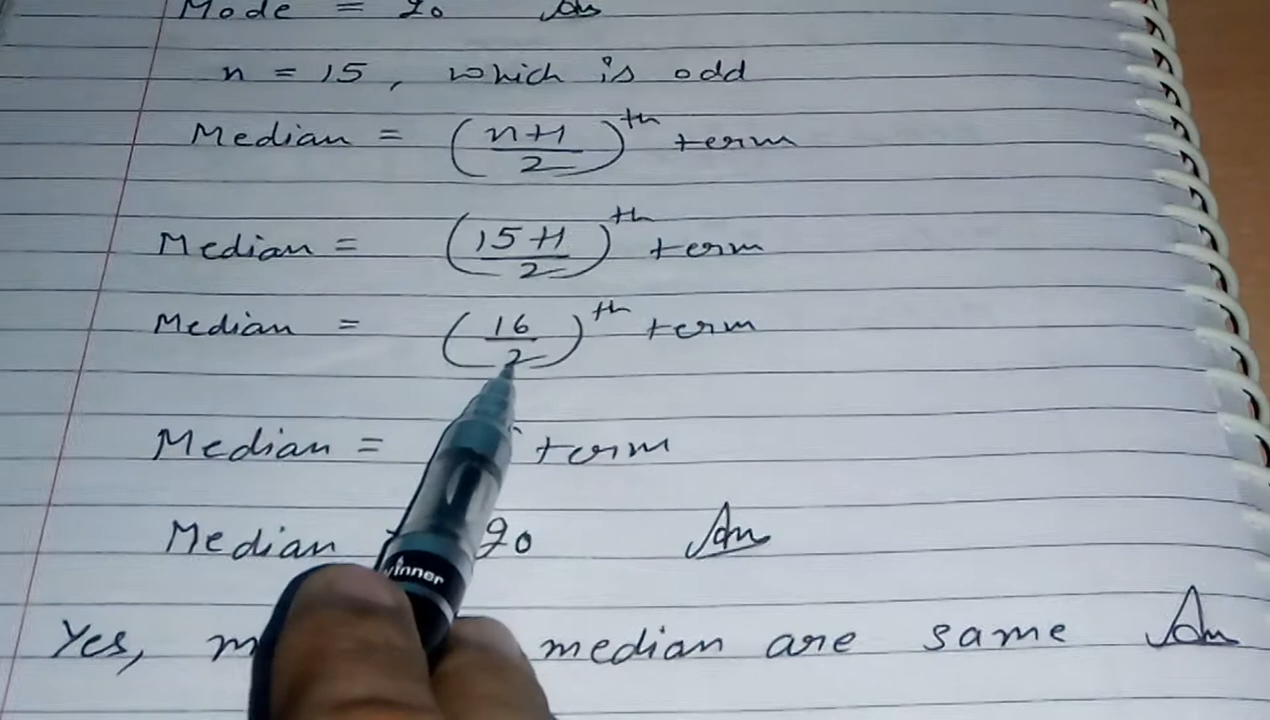 Mode = 20 Ans
n = 15, which is odd
Median = (n+1/2)th term
Median = (15+1/2)th term
Median = (16/2)th term
Median = term
Median 20 Ans
Yes, median are same Ans
Winner